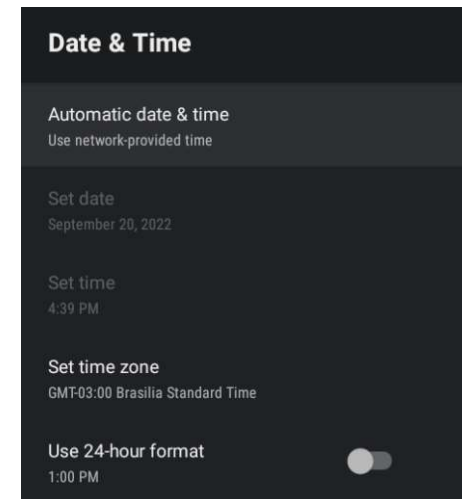 Date & Time
Automatic date & time
Use network-provided time
Set date
September 20, 2022
Set time
4:39 PM
Set time zone
GMT-03:00 Brasilia Standard Time
Use 24-hour format
1:00 PM